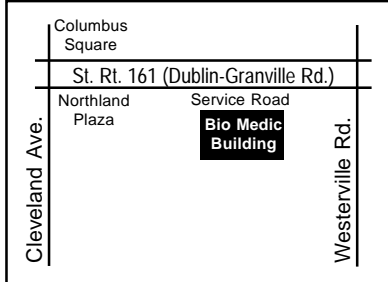 Columbus
Square
St. Rt. 161 (Dublin-Granville Rd.)
Northland
Plaza
Service Road
Bio Medic
Building
Cleveland Ave.
Westerville Rd.